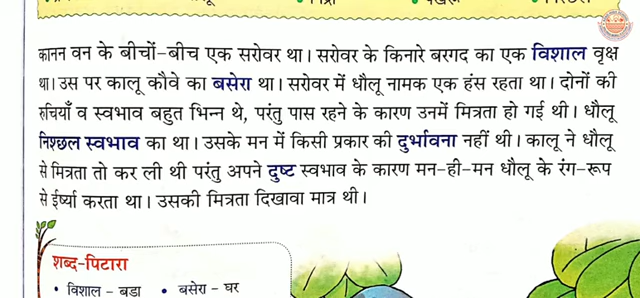 कानन वन के बीचों-बीच एक सरोवर था। सरोवर के किनारे बरगद का एक विशाल वृक्ष
था। उस पर कालू कौवे का बसेरा था। सरोवर में धौलू नामक एक हंस रहता था। दोनों की
रुचियाँ व स्वभाव बहुत भिन्न थे, परंतु पास रहने के कारण उनमें मित्रता हो गई थी। धौलू
निश्छल स्वभाव का था। उसके मन में किसी प्रकार की दुर्भावना नहीं थी। कालू ने धौलू
से मित्रता तो कर ली थी परंतु अपने दुष्ट स्वभाव के कारण मन-ही-मन धौलू के रंग-रूप
से ईर्ष्या करता था। उसकी मित्रता दिखावा मात्र थी।
शब्द-पिटारा
• विशाल - बड़ा • बसेरा - घर